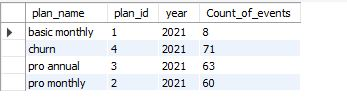 plan_name plan_id year Count_of_events
basic monthly 1 2021 8
churn 4 2021 71
pro annual 3 2021 63
pro monthly 2 2021 60